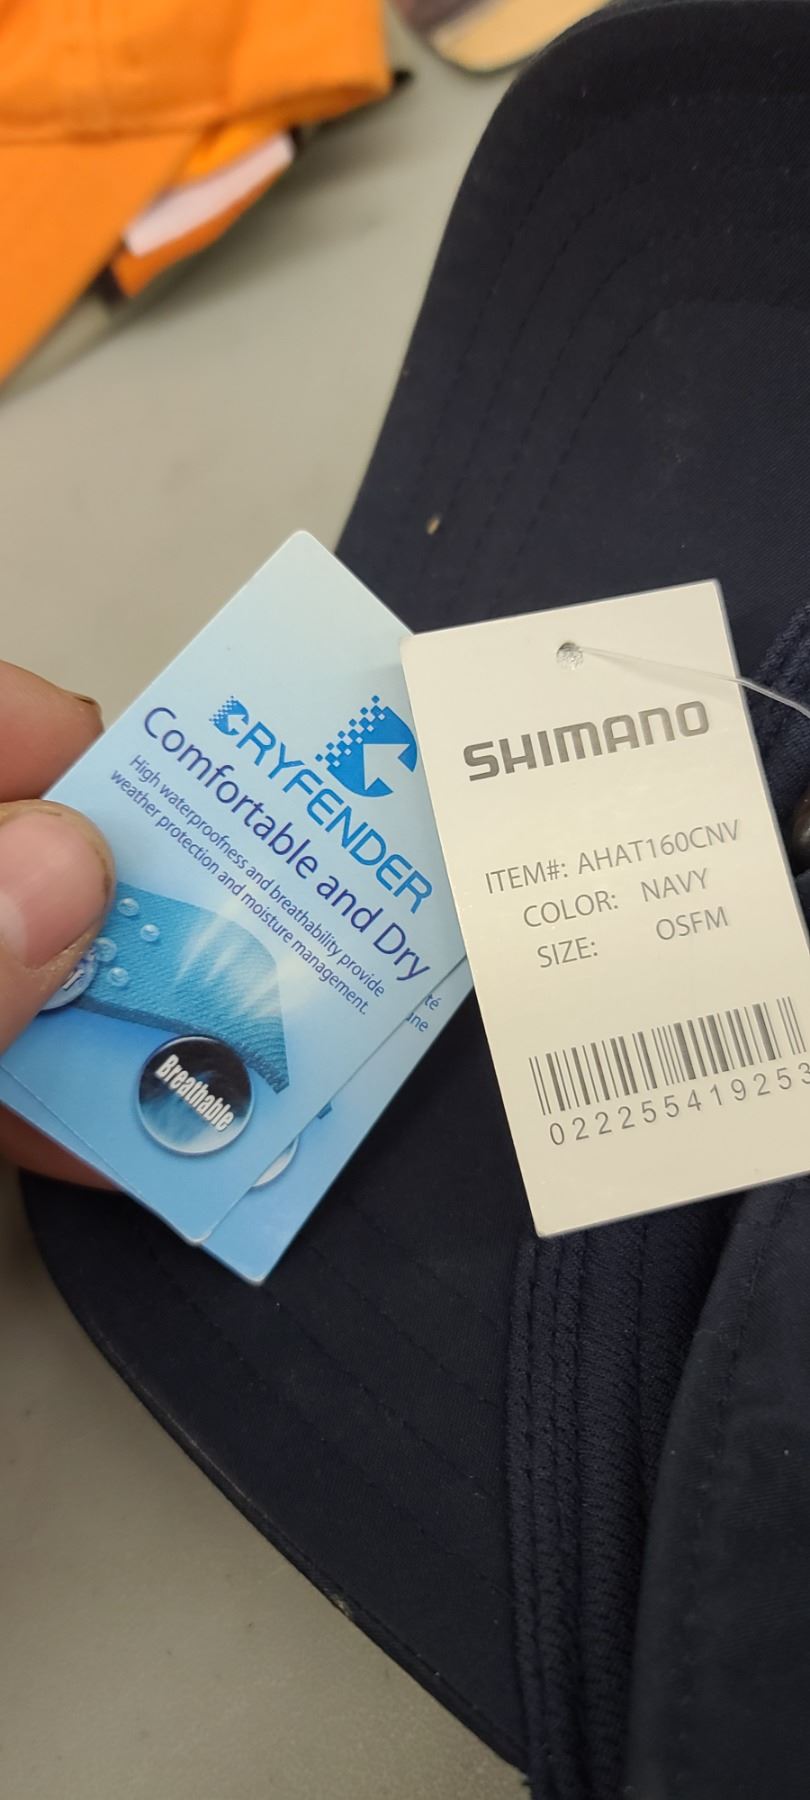 DRYFENDER
Comfortable and Dry
High waterproofness and breathability provide
weather protection and moisture management.
Breathable
té
SHIMANO
ITEM#: AHAT160CNV
COLOR: NAVY
SIZE: OSFM
022255419253